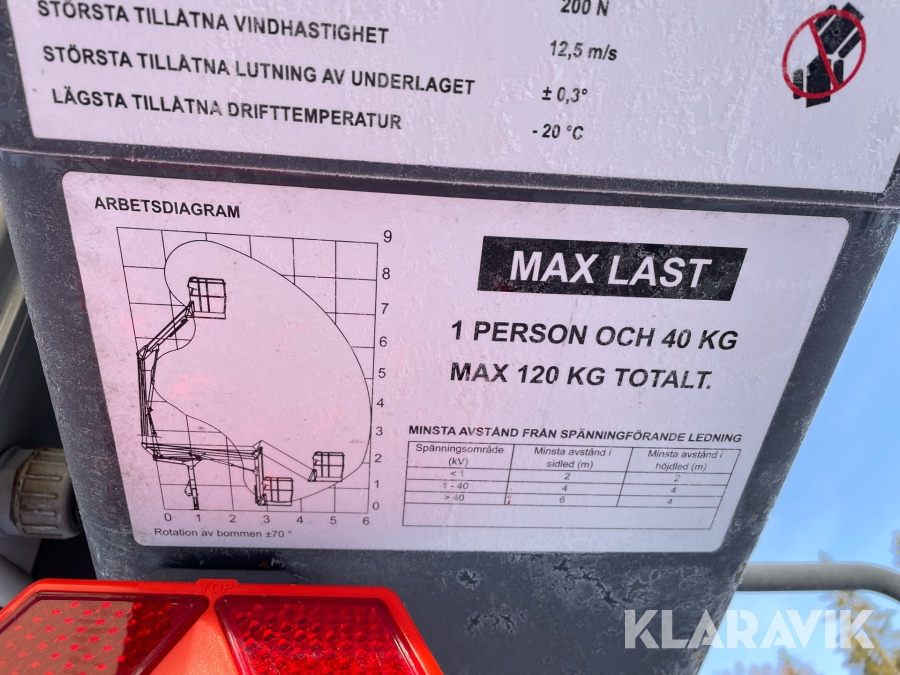 200 N
STÖRSTA TILLÅTNA VINDHASTIGHET 12,5 m/s
STÖRSTA TILLÅTNA LUTNING AV UNDERLAGET ± 0,3°
LÄGSTA TILLÅTNA DRIFTTEMPERATUR - 20 °C
ARBETSDIAGRAM
9
8
7
6
5
4
3
2
1
0
0 1 2 3 4 5 6
Rotation av bommen ±70 °
MAX LAST
1 PERSON OCH 40 KG
MAX 120 KG TOTALT.
MINSTA AVSTÅND FRÅN SPÄNNINGFÖRANDE LEDNING
Spänningsområde (kV) Minsta avstånd i sidled (m) Minsta avstånd i höjdled (m)
< 1 2 2
1 - 40 4 4
> 40 6 4
TOP
KLARAVIK